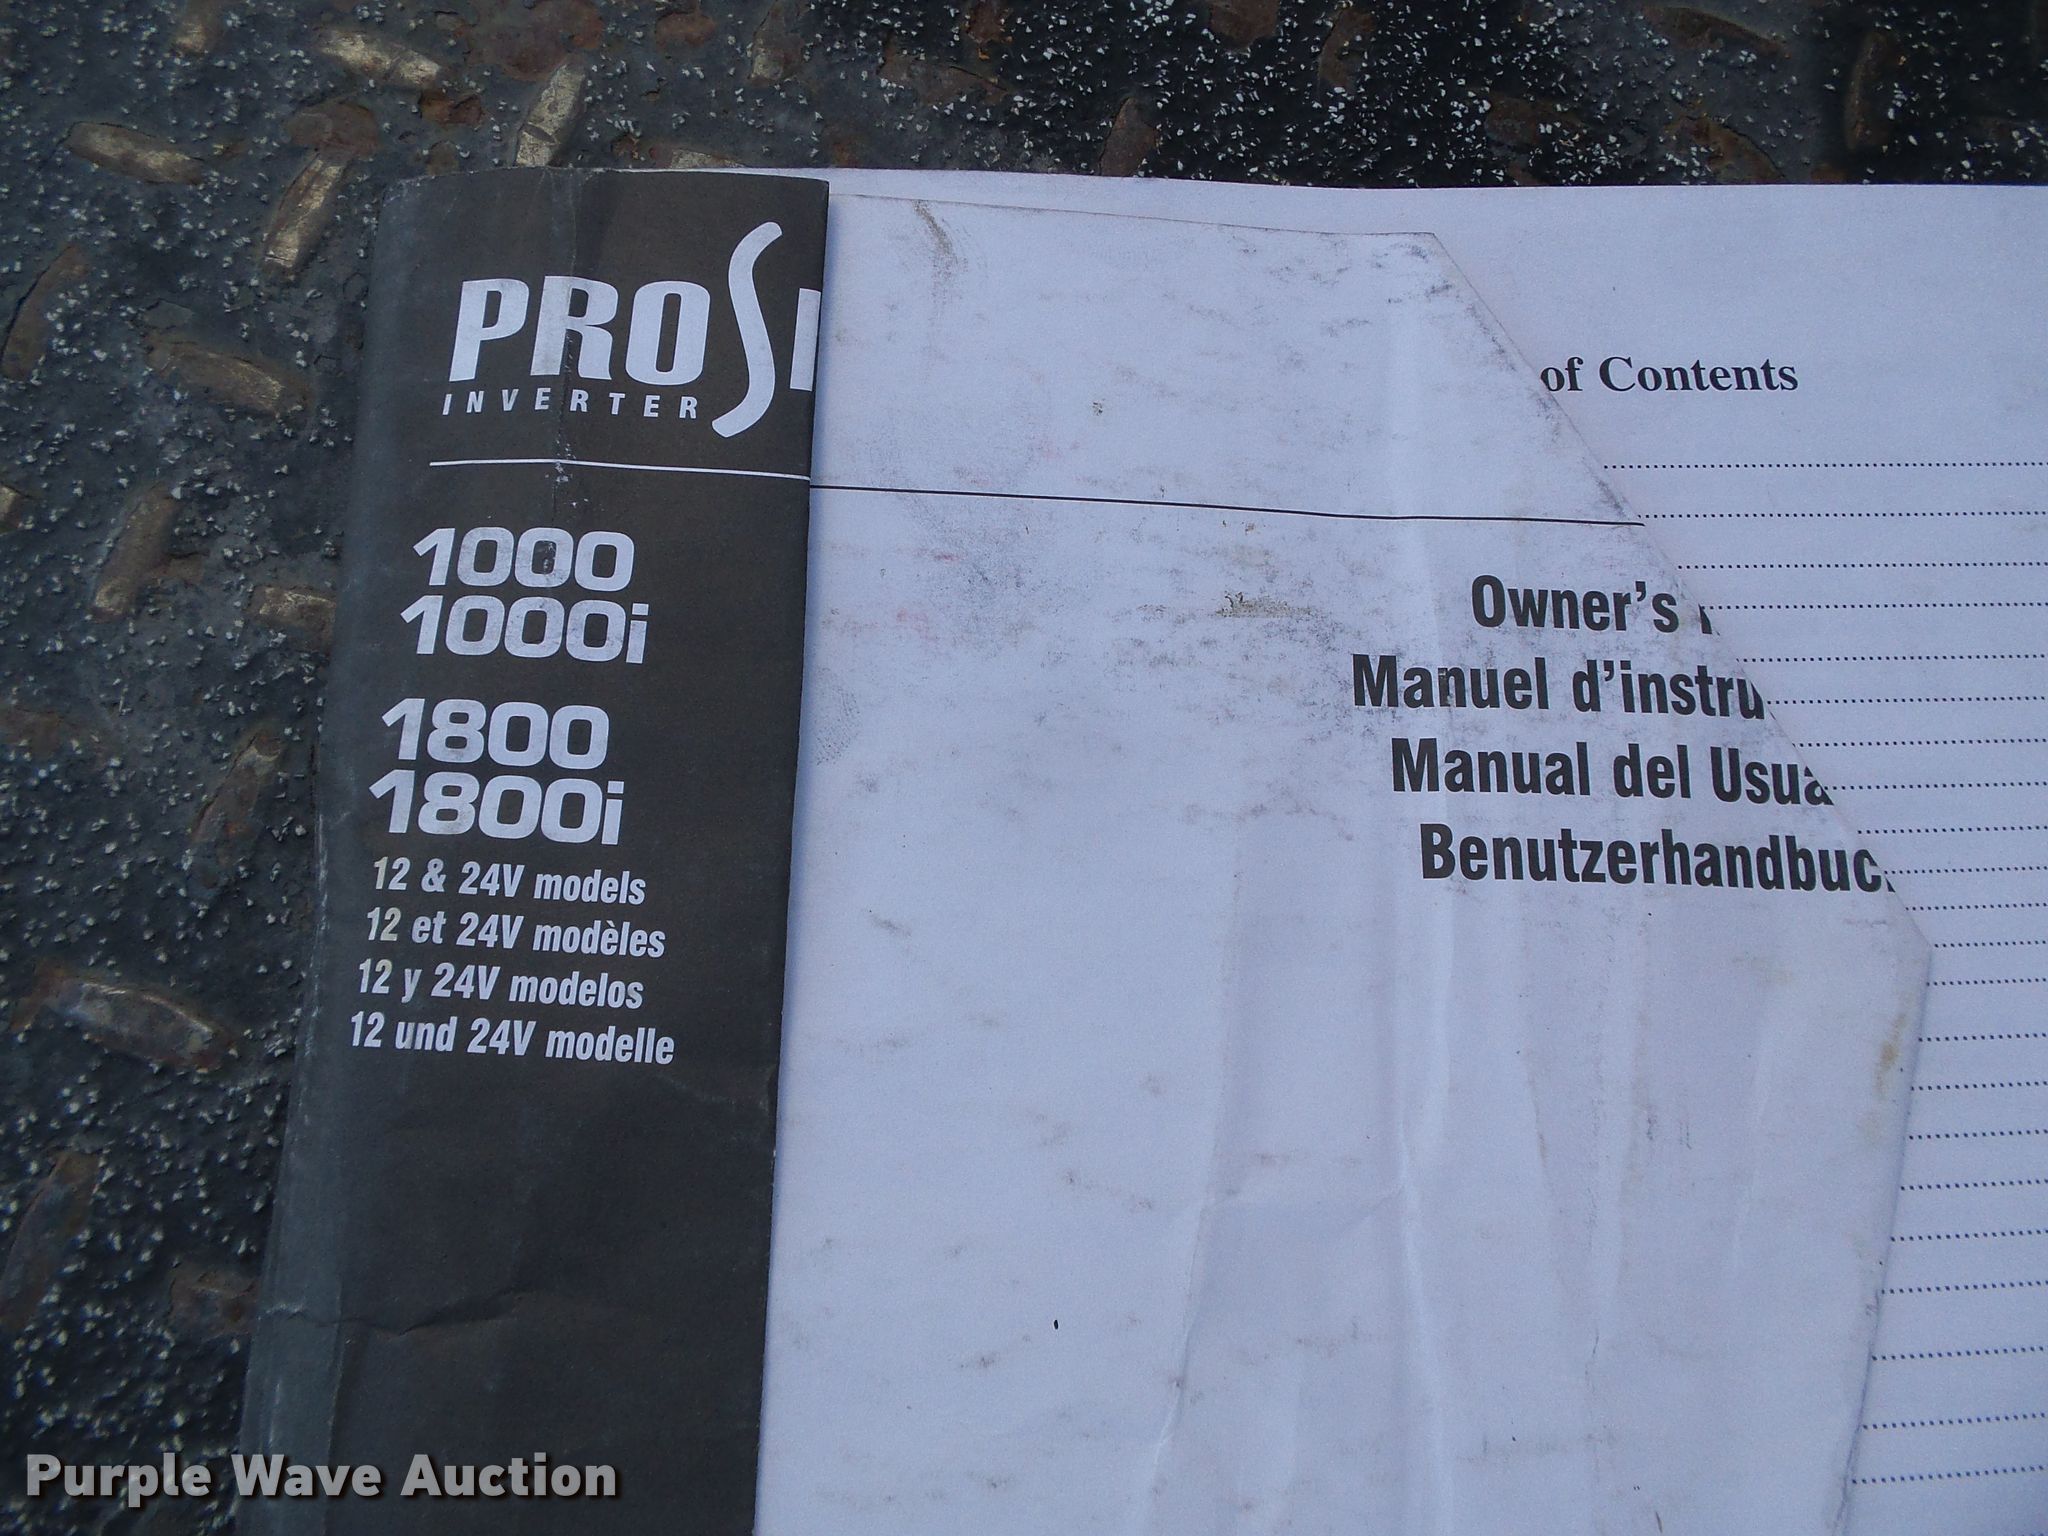 PROS
INVERTER
of Contents
1000
1000i
1800
1800i
12 & 24V models
12 et 24V modèles
12 y 24V modelos
12 und 24V modelle
Owner's
Manuel d'instru
Manual del Usua
Benutzerhandbuc
Purple Wave Auction